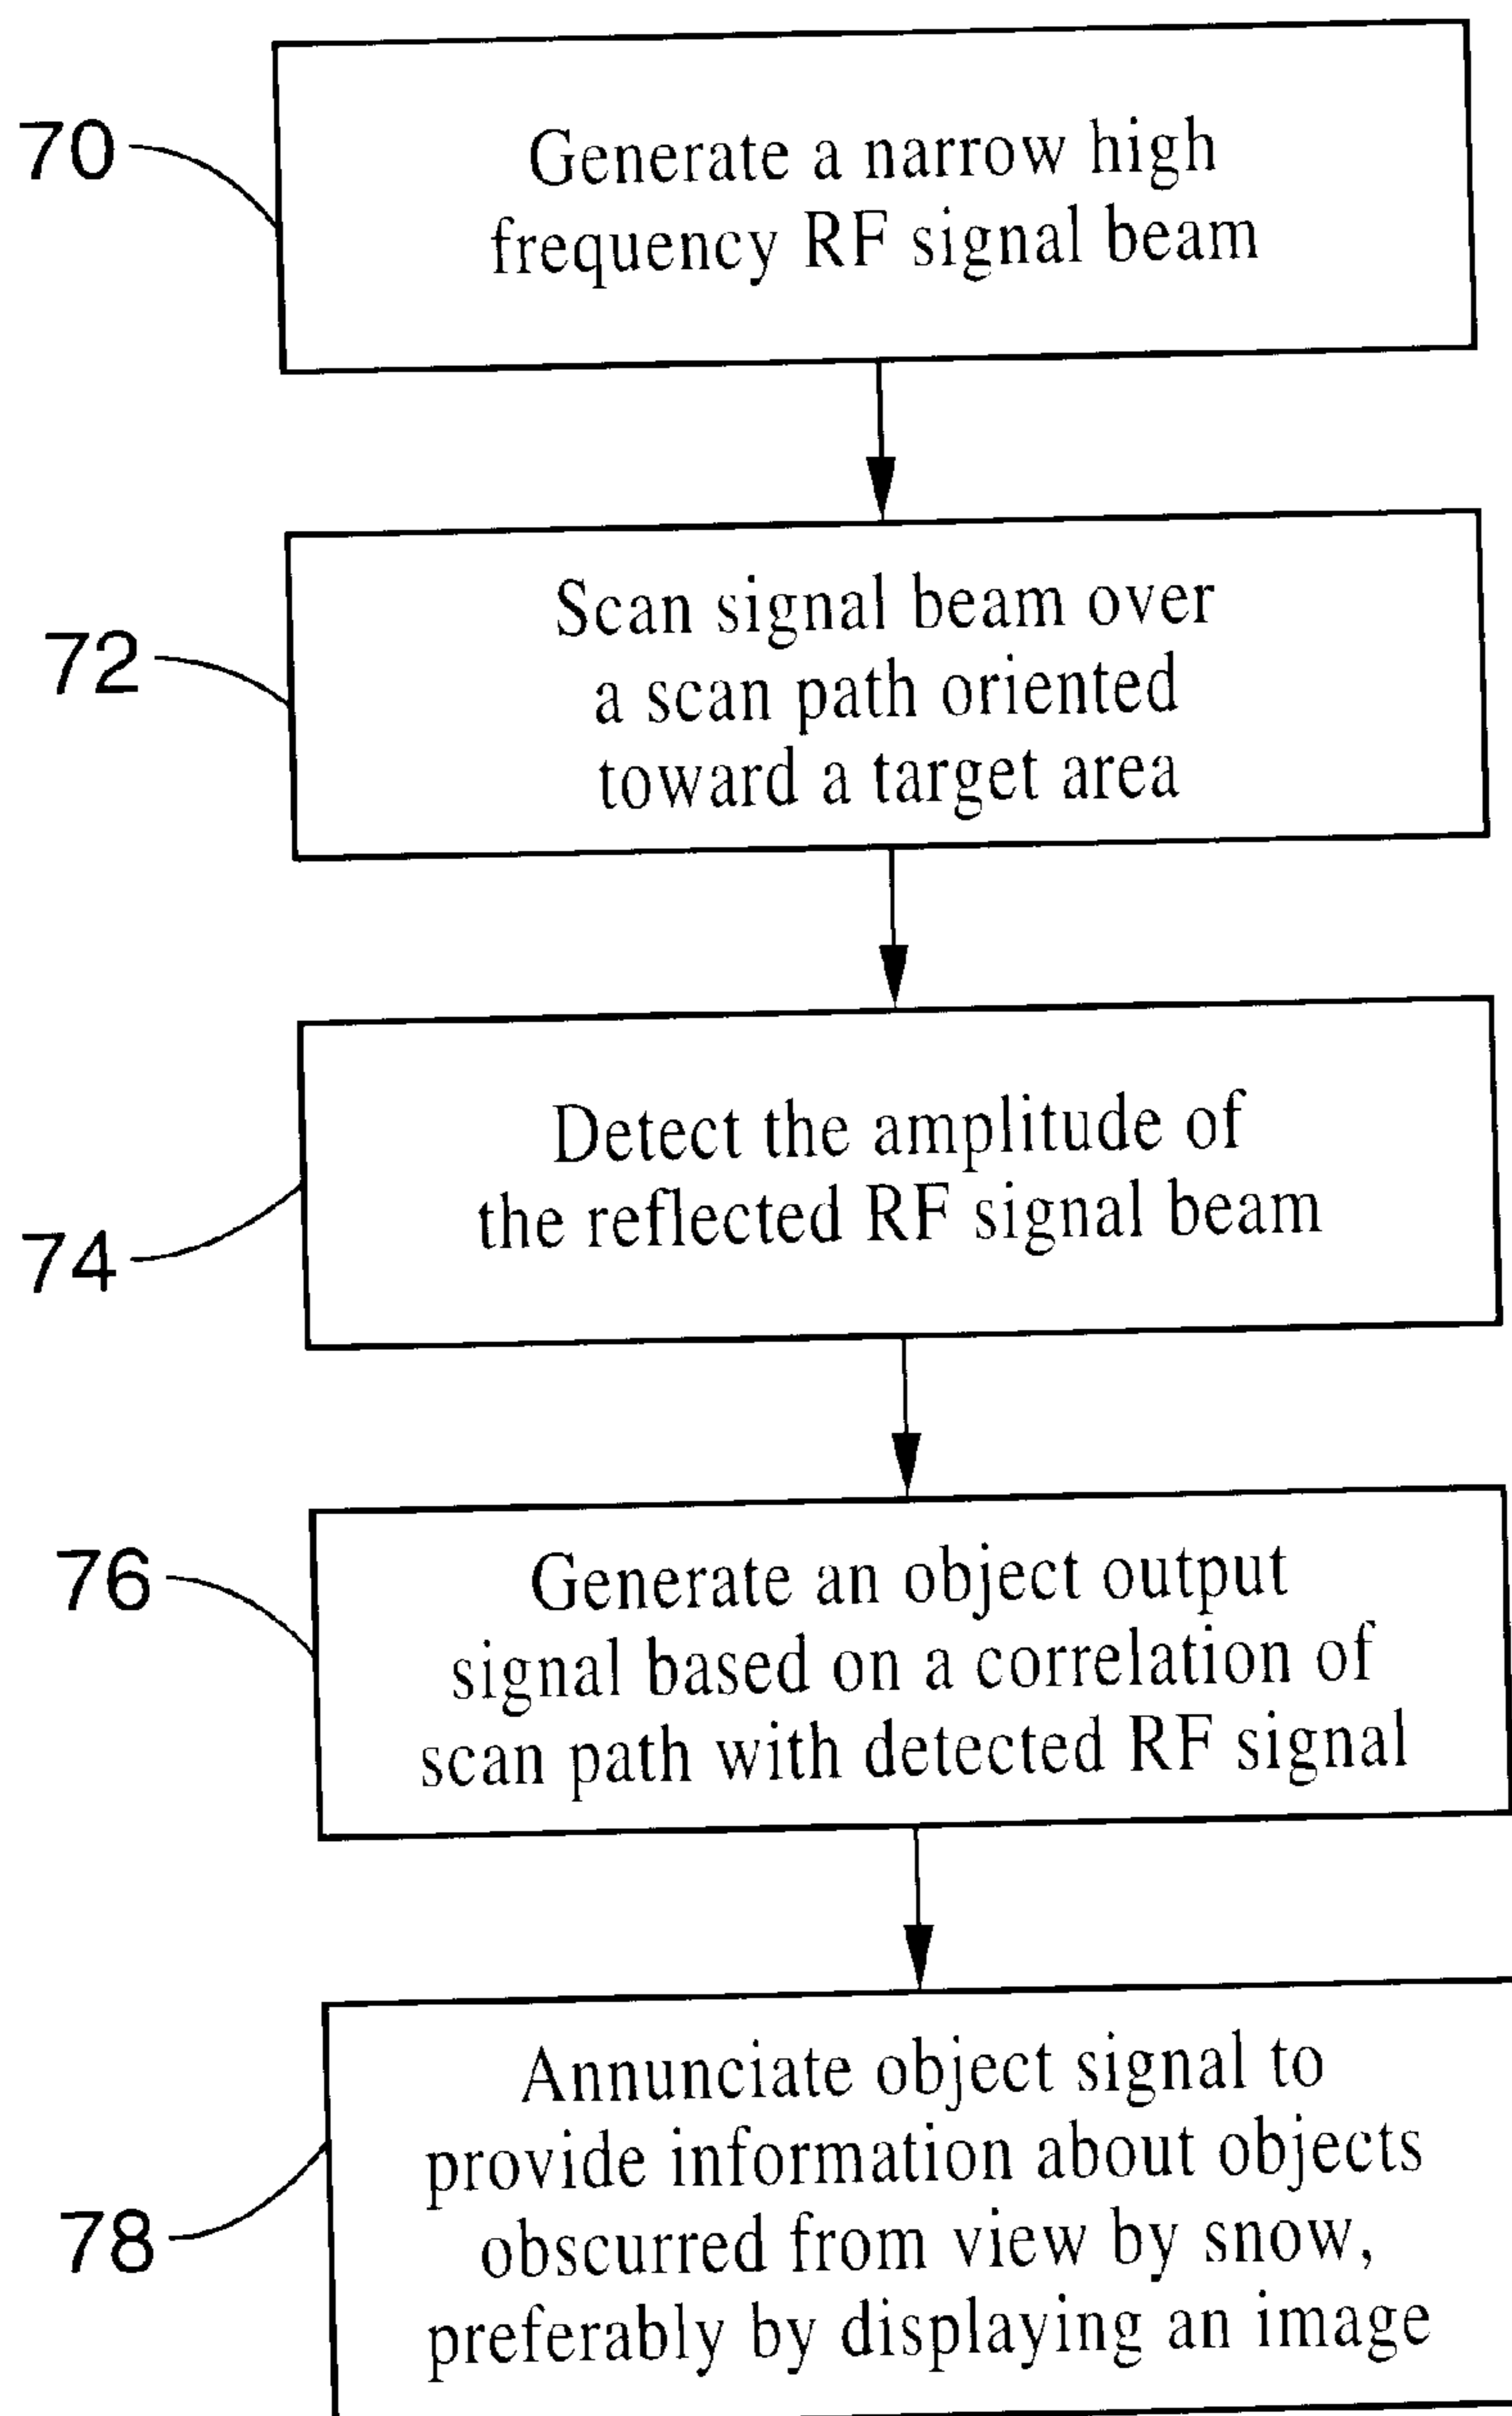 70
Generate a narrow high
frequency RF signal beam
72
Scan signal beam over
a scan path oriented
toward a target area
74
Detect the amplitude of
the reflected RF signal beam
76
Generate an object output
signal based on a correlation of
scan path with detected RF signal
78
Annunciate object signal to
provide information about objects
obscurred from view by snow,
preferably by displaying an image